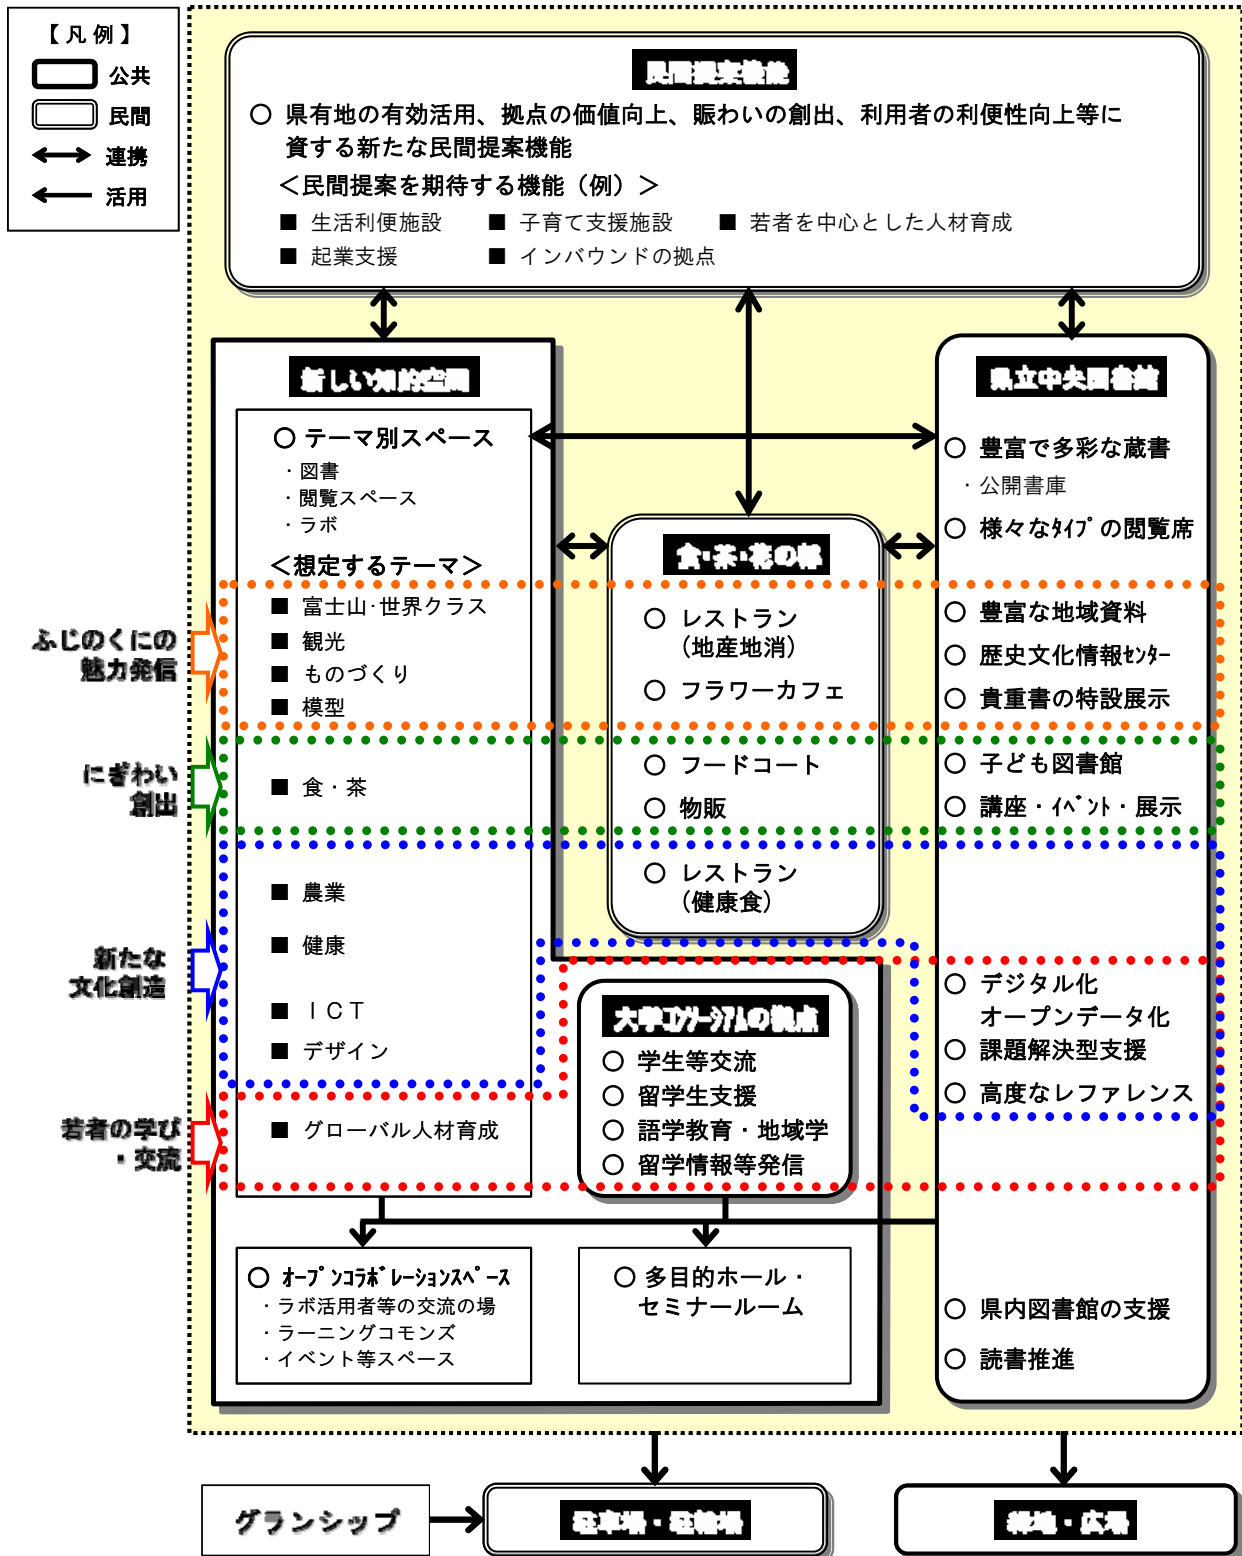 【凡例】
公共
民間
連携
活用
民間提案機能
○ 県有地の有効活用、拠点の価値向上、賑わいの創出、利用者の利便性向上等に
資する新たな民間提案機能
＜民間提案を期待する機能（例）＞
■ 生活利便施設 ■ 子育て支援施設 ■ 若者を中心とした人材育成
■ 起業支援 ■ インバウンドの拠点
新しい知的空間
○ テーマ別スペース
・図書
・閲覧スペース
・ラボ
＜想定するテーマ＞
■ 富士山・世界クラス
■ 観光
■ ものづくり
■ 模型
■ 食・茶
■ 農業
■ 健康
■ ＩＣＴ
■ デザイン
■ グローバル人材育成
食・茶・花の都
○ レストラン
（地産地消）
○ フラワーカフェ
○ フードコート
○ 物販
○ レストラン
（健康食）
県立中央図書館
○ 豊富で多彩な蔵書
・公開書庫
○ 様々なﾀｲﾌﾟの閲覧席
○ 豊富な地域資料
○ 歴史文化情報ｾﾝﾀｰ
○ 貴重書の特設展示
○ 子ども図書館
○ 講座・ｲﾍﾞﾝﾄ・展示
○ デジタル化
オープンデータ化
○ 課題解決型支援
○ 高度なレファレンス
○ 県内図書館の支援
○ 読書推進
ふじのくにの
魅力発信
にぎわい
創出
新たな
文化創造
若者の学び
・交流
大学ｺﾝｿｰｼｱﾑの拠点
○ 学生等交流
○ 留学生支援
○ 語学教育・地域学
○ 留学情報等発信
○ ｵｰﾌﾟﾝｺﾗﾎﾞﾚｰｼｮﾝｽﾍﾟｰｽ
・ラボ活用者等の交流の場
・ラーニングコモンズ
・イベント等スペース
○ 多目的ホール・
セミナールーム
グランシップ
駐車場・駐輪場
緑地・広場